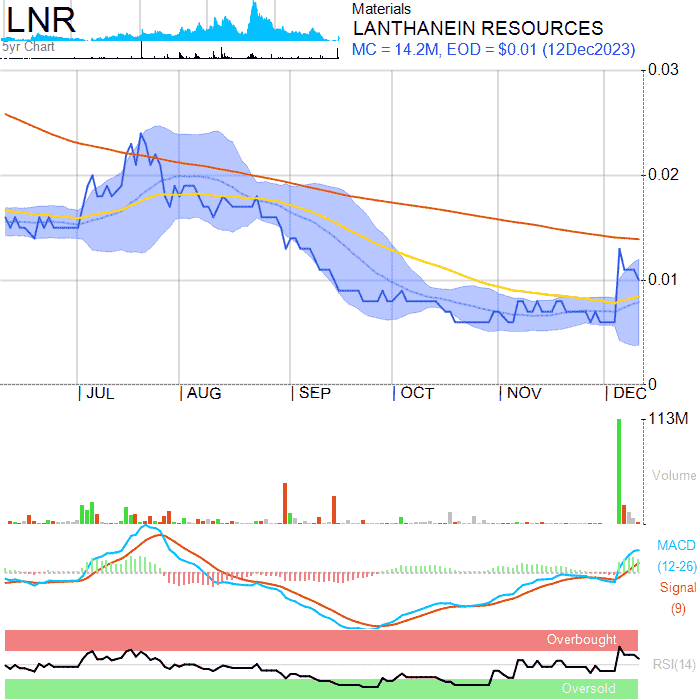 LNR
5yr Chart
Materials
LANTHANEIN RESOURCES
MC = 14.2M, EOD = $0.01 (12Dec2023)
0.03
0.02
0.01
0
JUL
AUG
SEP
OCT
NOV
DEC
113M
Volume
MACD
(12-26)
Signal
(9)
Overbought
RSI(14)
Oversold